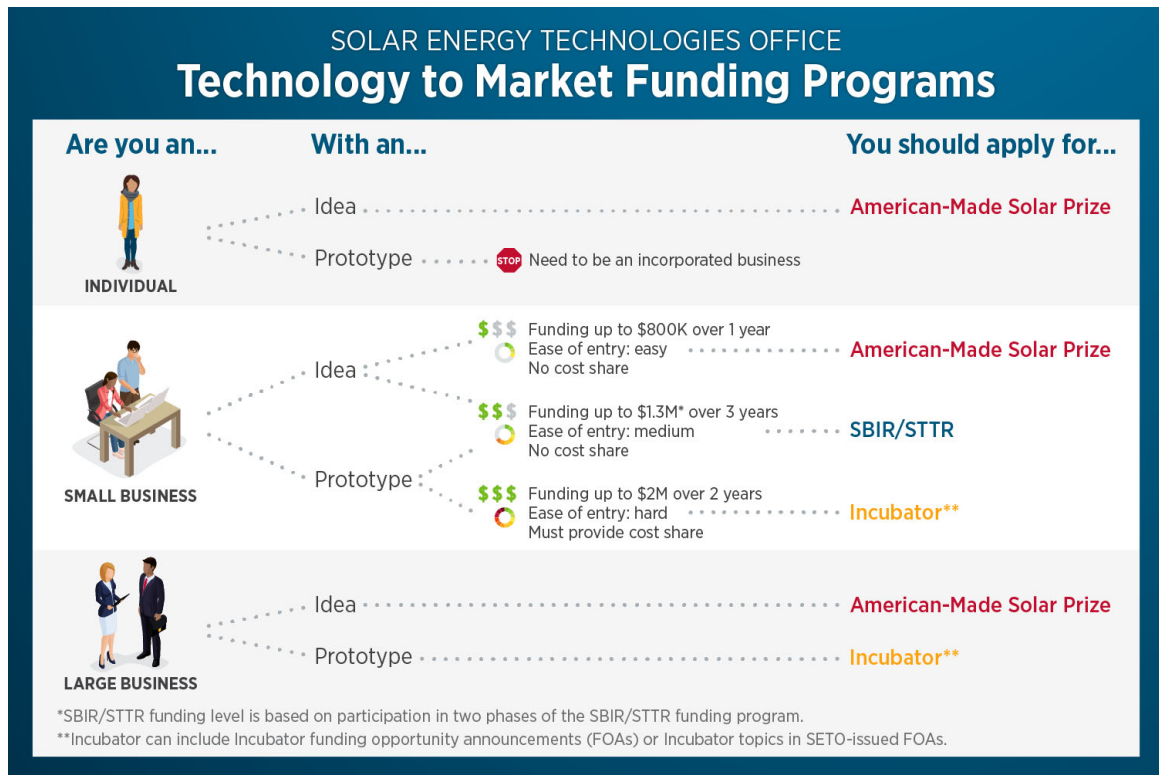 SOLAR ENERGY TECHNOLOGIES OFFICE
Technology to Market Funding Programs
Are you an... With an... You should apply for...
Idea American-Made Solar Prize
Prototype STOP Need to be an incorporated business
INDIVIDUAL
$$$ Funding up to $800K over 1 year
Idea Ease of entry: easy American-Made Solar Prize
No cost share
$$$ Funding up to $1.3M* over 3 years
Ease of entry: medium SBIR/STTR
No cost share
Prototype
$$$ Funding up to $2M over 2 years
SMALL BUSINESS
Ease of entry: hard Incubator**
Must provide cost share
Idea American-Made Solar Prize
Prototype Incubator**
LARGE BUSINESS
*SBIR/STTR funding level is based on participation in two phases of the SBIR/STTR funding program.
**Incubator can include Incubator funding opportunity announcements (FOAs) or Incubator topics in SETO-issued FOAs.